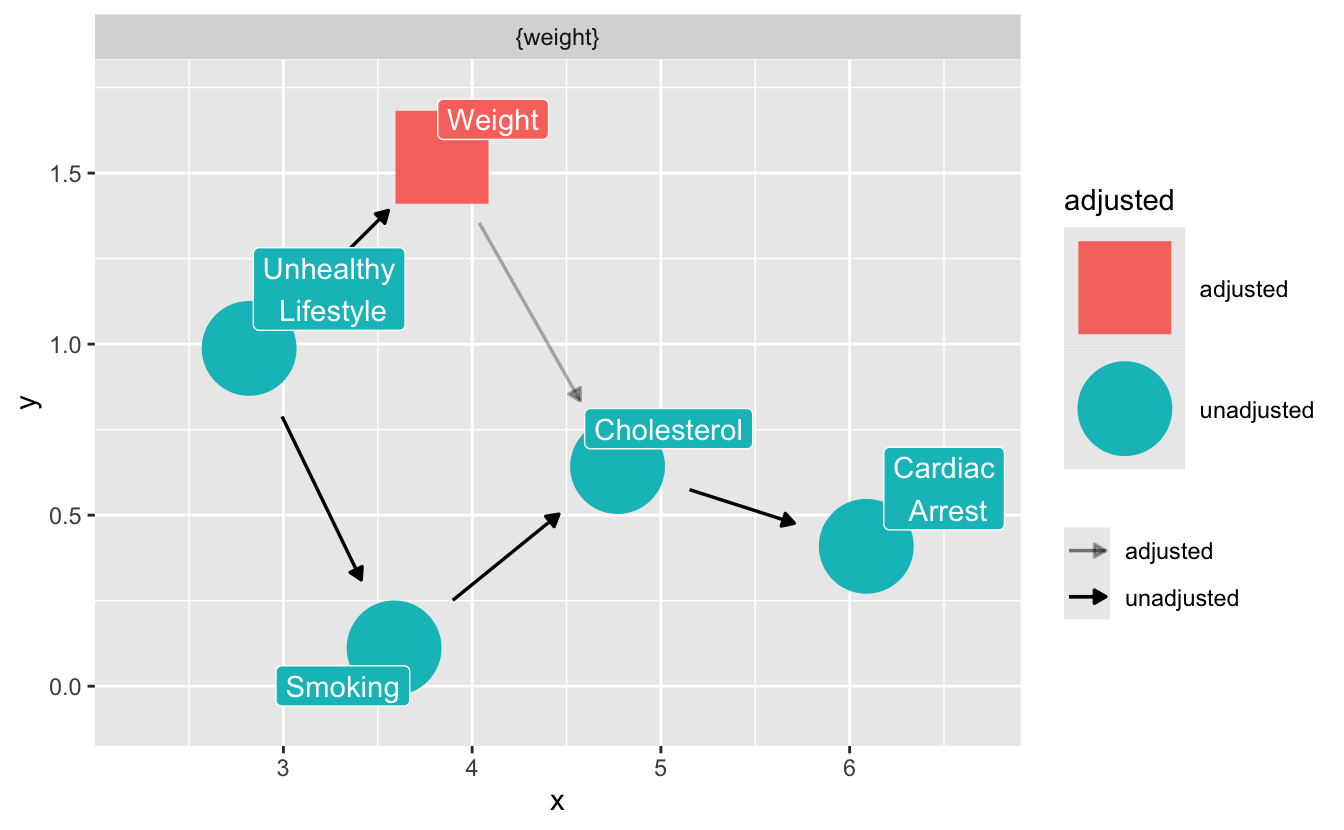 {weight}
Weight
Unhealthy
Lifestyle
Cholesterol
Cardiac
Arrest
Smoking
1.5
1.0
0.5
0.0
y
3 4 5 6
x
adjusted
adjusted
unadjusted
adjusted
unadjusted